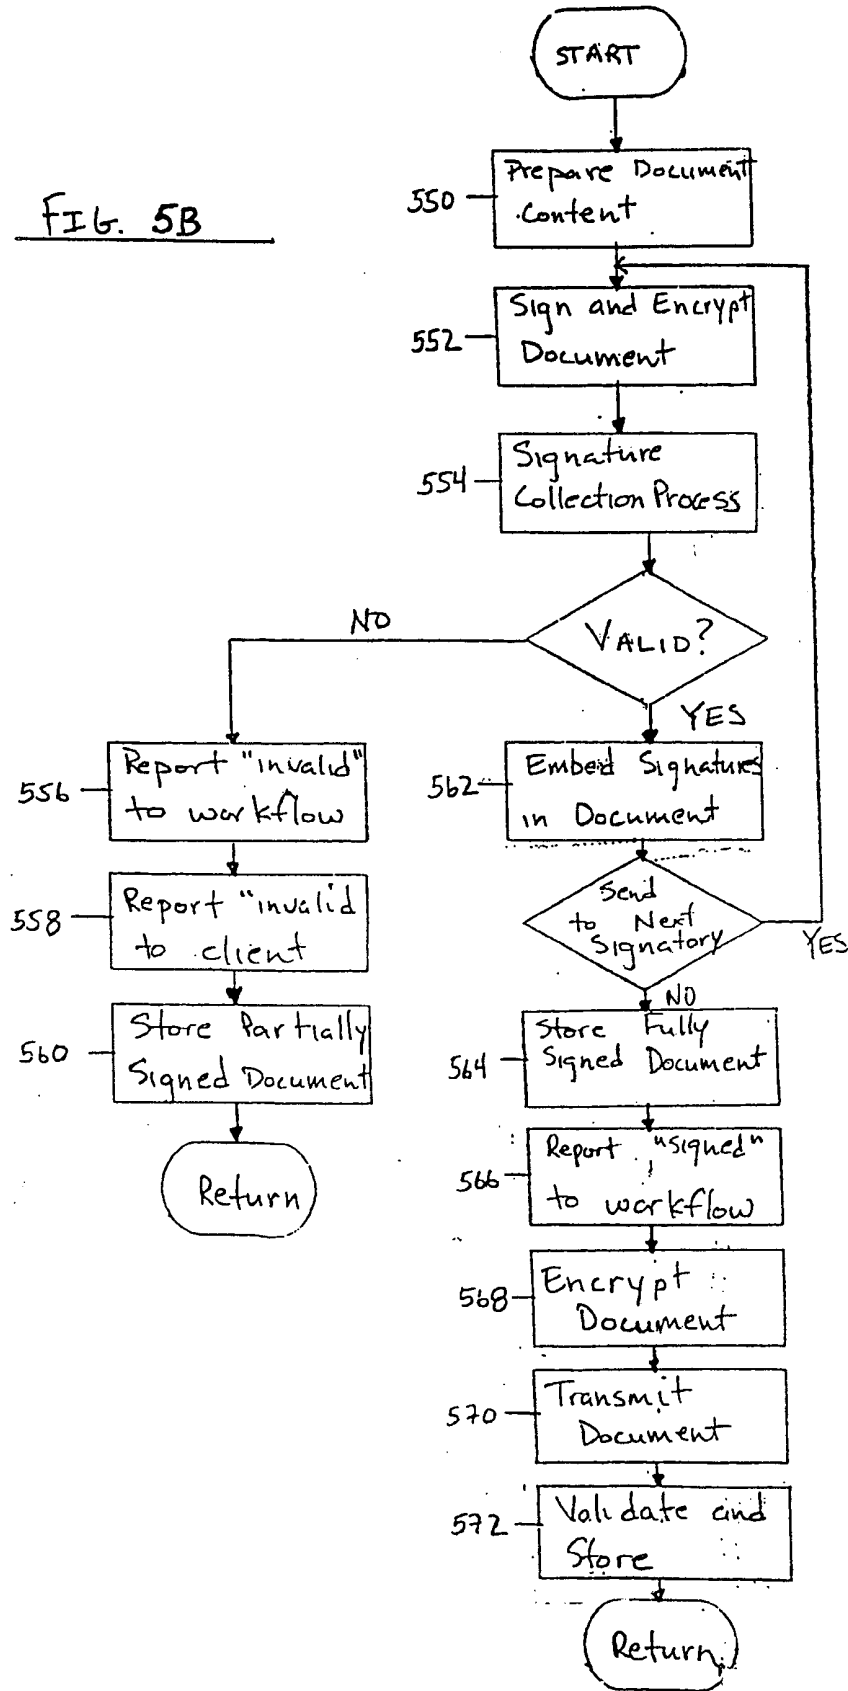 START
FIG. 5B
550
Prepare Document
Content
552
Sign and Encrypt
Document
554
Signature
Collection Process
VALID?
NO
YES
556
Report "invalid"
to workflow
558
Report "invalid
to client
560
Store Partially
Signed Document
Return
562
Embed Signatures
in Document
Send
to Next
Signatory
YES
NO
564
Store Fully
Signed Document
566
Report "signed"
to workflow
568
Encrypt
Document
570
Transmit
Document
572
Validate and
Store
Return